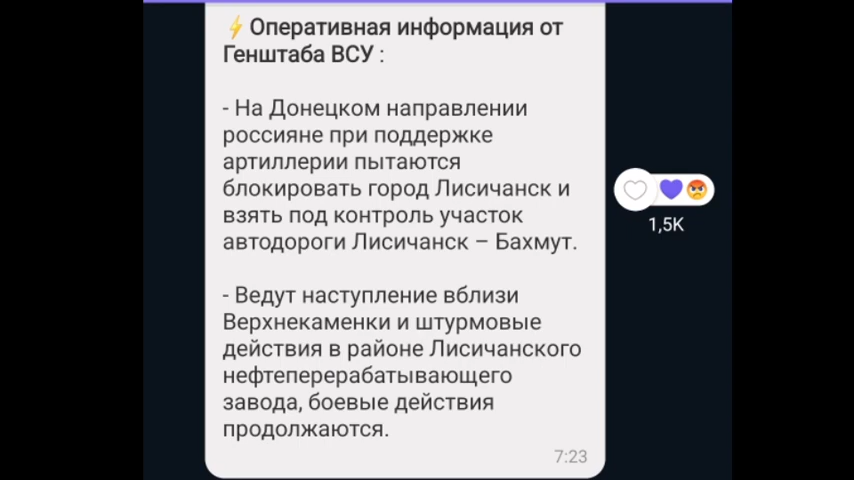 ⚡Оперативная информация от
Генштаба ВСУ :
- На Донецком направлении
россияне при поддержке
артиллерии пытаются
блокировать город Лисичанск и
взять под контроль участок
автодороги Лисичанск – Бахмут.
1,5K
- Ведут наступление вблизи
Верхнекаменки и штурмовые
действия в районе Лисичанского
нефтеперерабатывающего
завода, боевые действия
продолжаются.
7:23